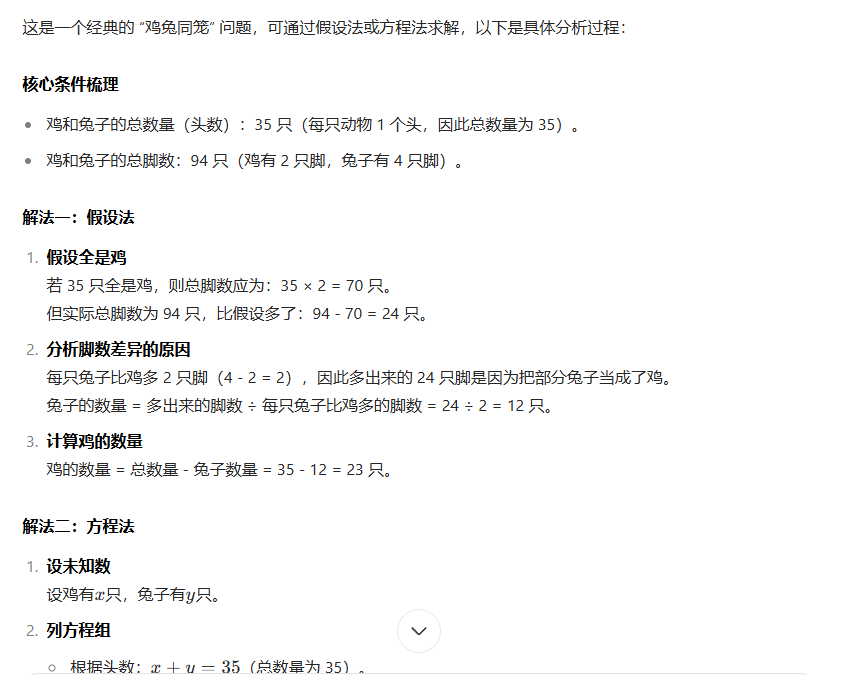 这是一个经典的 “鸡兔同笼” 问题，可通过假设法或方程法求解，以下是具体分析过程：
核心条件梳理
• 鸡和兔子的总数量（头数）：35 只（每只动物 1 个头，因此总数量为 35）。
• 鸡和兔子的总脚数：94 只（鸡有 2 只脚，兔子有 4 只脚）。
解法一：假设法
1. 假设全是鸡
若 35 只全是鸡，则总脚数应为：35 × 2 = 70 只。
但实际总脚数为 94 只，比假设多了：94 - 70 = 24 只。
2. 分析脚数差异的原因
每只兔子比鸡多 2 只脚（4 - 2 = 2），因此多出来的 24 只脚是因为把部分兔子当成了鸡。
兔子的数量 = 多出来的脚数 ÷ 每只兔子比鸡多的脚数 = 24 ÷ 2 = 12 只。
3. 计算鸡的数量
鸡的数量 = 总数量 - 兔子数量 = 35 - 12 = 23 只。
解法二：方程法
1. 设未知数
设鸡有x只，兔子有y只。
2. 列方程组
○ 根据头数：x + y = 35（总数量为 35）。